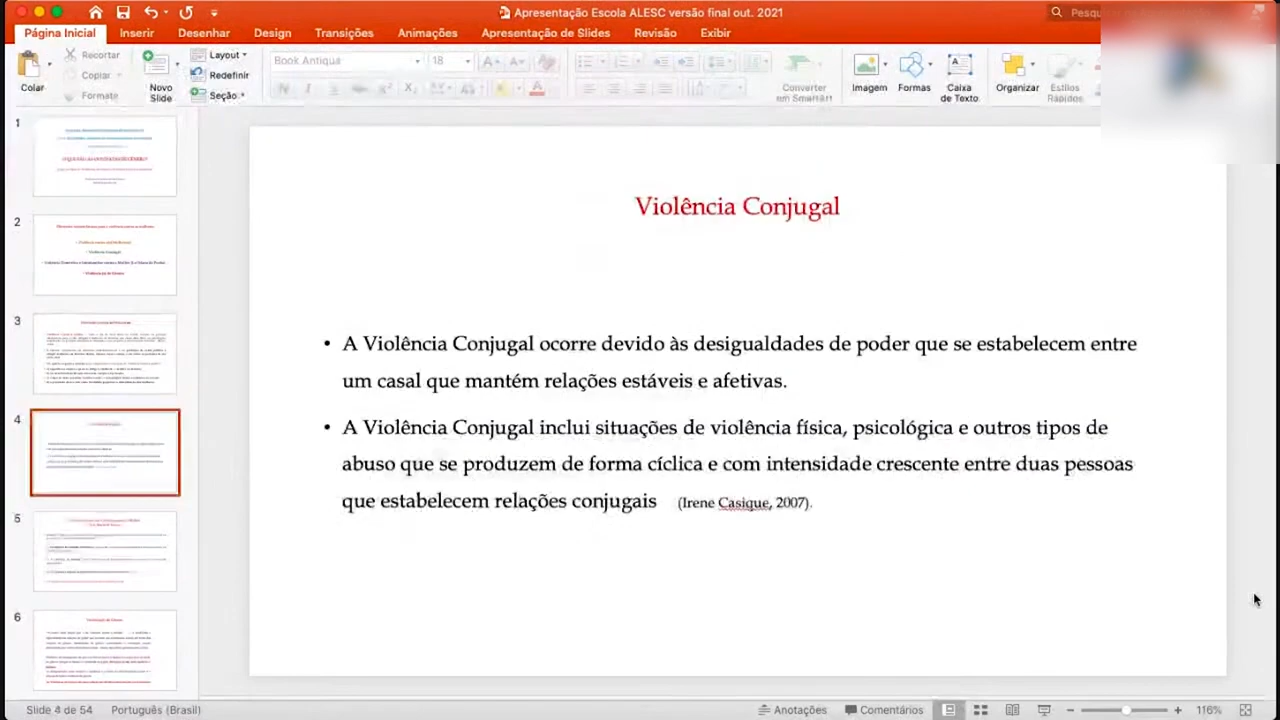 Apresentação Escola ALESC versão final out. 2021
Página Inicial Inserir Desenhar Design Transições Animações Apresentação de Slides Revisão Exibir
Colar
Recortar
Copiar
Formato
Novo
Slide
Layout
Redefinir
Seção
Book Antiqua 18
Converter
em SmartArt
Imagem
Formas
Caixa
de Texto
Organizar
Estilos
Rápidos
1
2
3
4
5
6
Violência Conjugal
• A Violência Conjugal ocorre devido às desigualdades de poder que se estabelecem entre
um casal que mantém relações estáveis e afetivas.
• A Violência Conjugal inclui situações de violência física, psicológica e outros tipos de
abuso que se produzem de forma cíclica e com intensidade crescente entre duas pessoas
que estabelecem relações conjugais (Irene Casique, 2007).
Slide 4 de 54 Português (Brasil) Anotações Comentários 116%